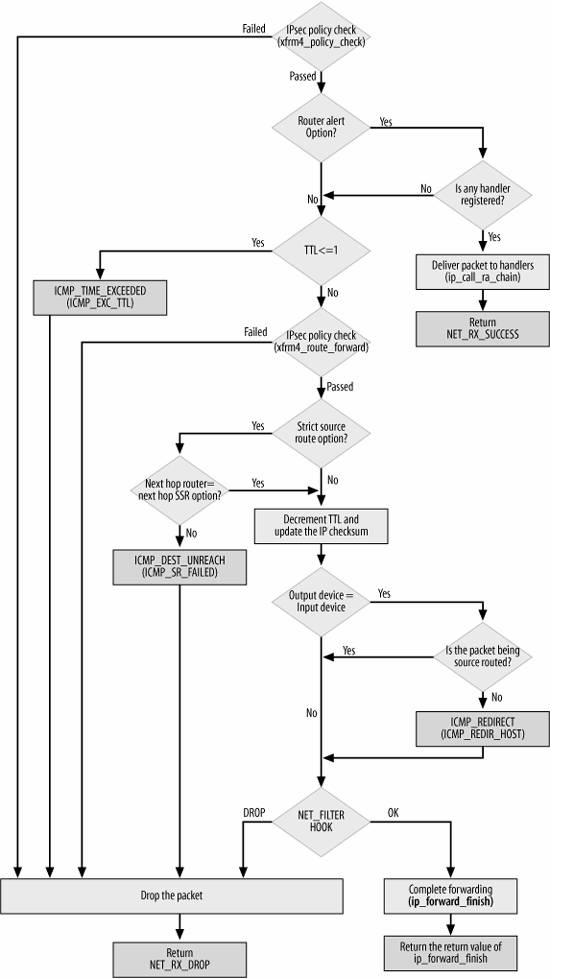 IPsec policy check
(xfrm4_policy_check)
Failed
Passed
Router alert
Option?
Yes
No
Is any handler
registered?
No
Yes
TTL<=1
Yes
Deliver packet to handlers
(ip_call_ra_chain)
ICMP_TIME_EXCEEDED
(ICMP_EXC_TTL)
No
Return
NET_RX_SUCCESS
Failed
IPsec policy check
(xfrm4_route_forward)
Passed
Strict source
route option?
Yes
No
Next hop router=
next hop SSR option?
Yes
No
Decrement TTL and
update the IP checksum
ICMP_DEST_UNREACH
(ICMP_SR_FAILED)
Output device =
Input device
Yes
Is the packet being
source routed?
Yes
No
No
ICMP_REDIRECT
(ICMP_REDIR_HOST)
NET_FILTER
HOOK
DROP
OK
Drop the packet
Complete forwarding
(ip_forward_finish)
Return
NET_RX_DROP
Return the return value of
ip_forward_finish